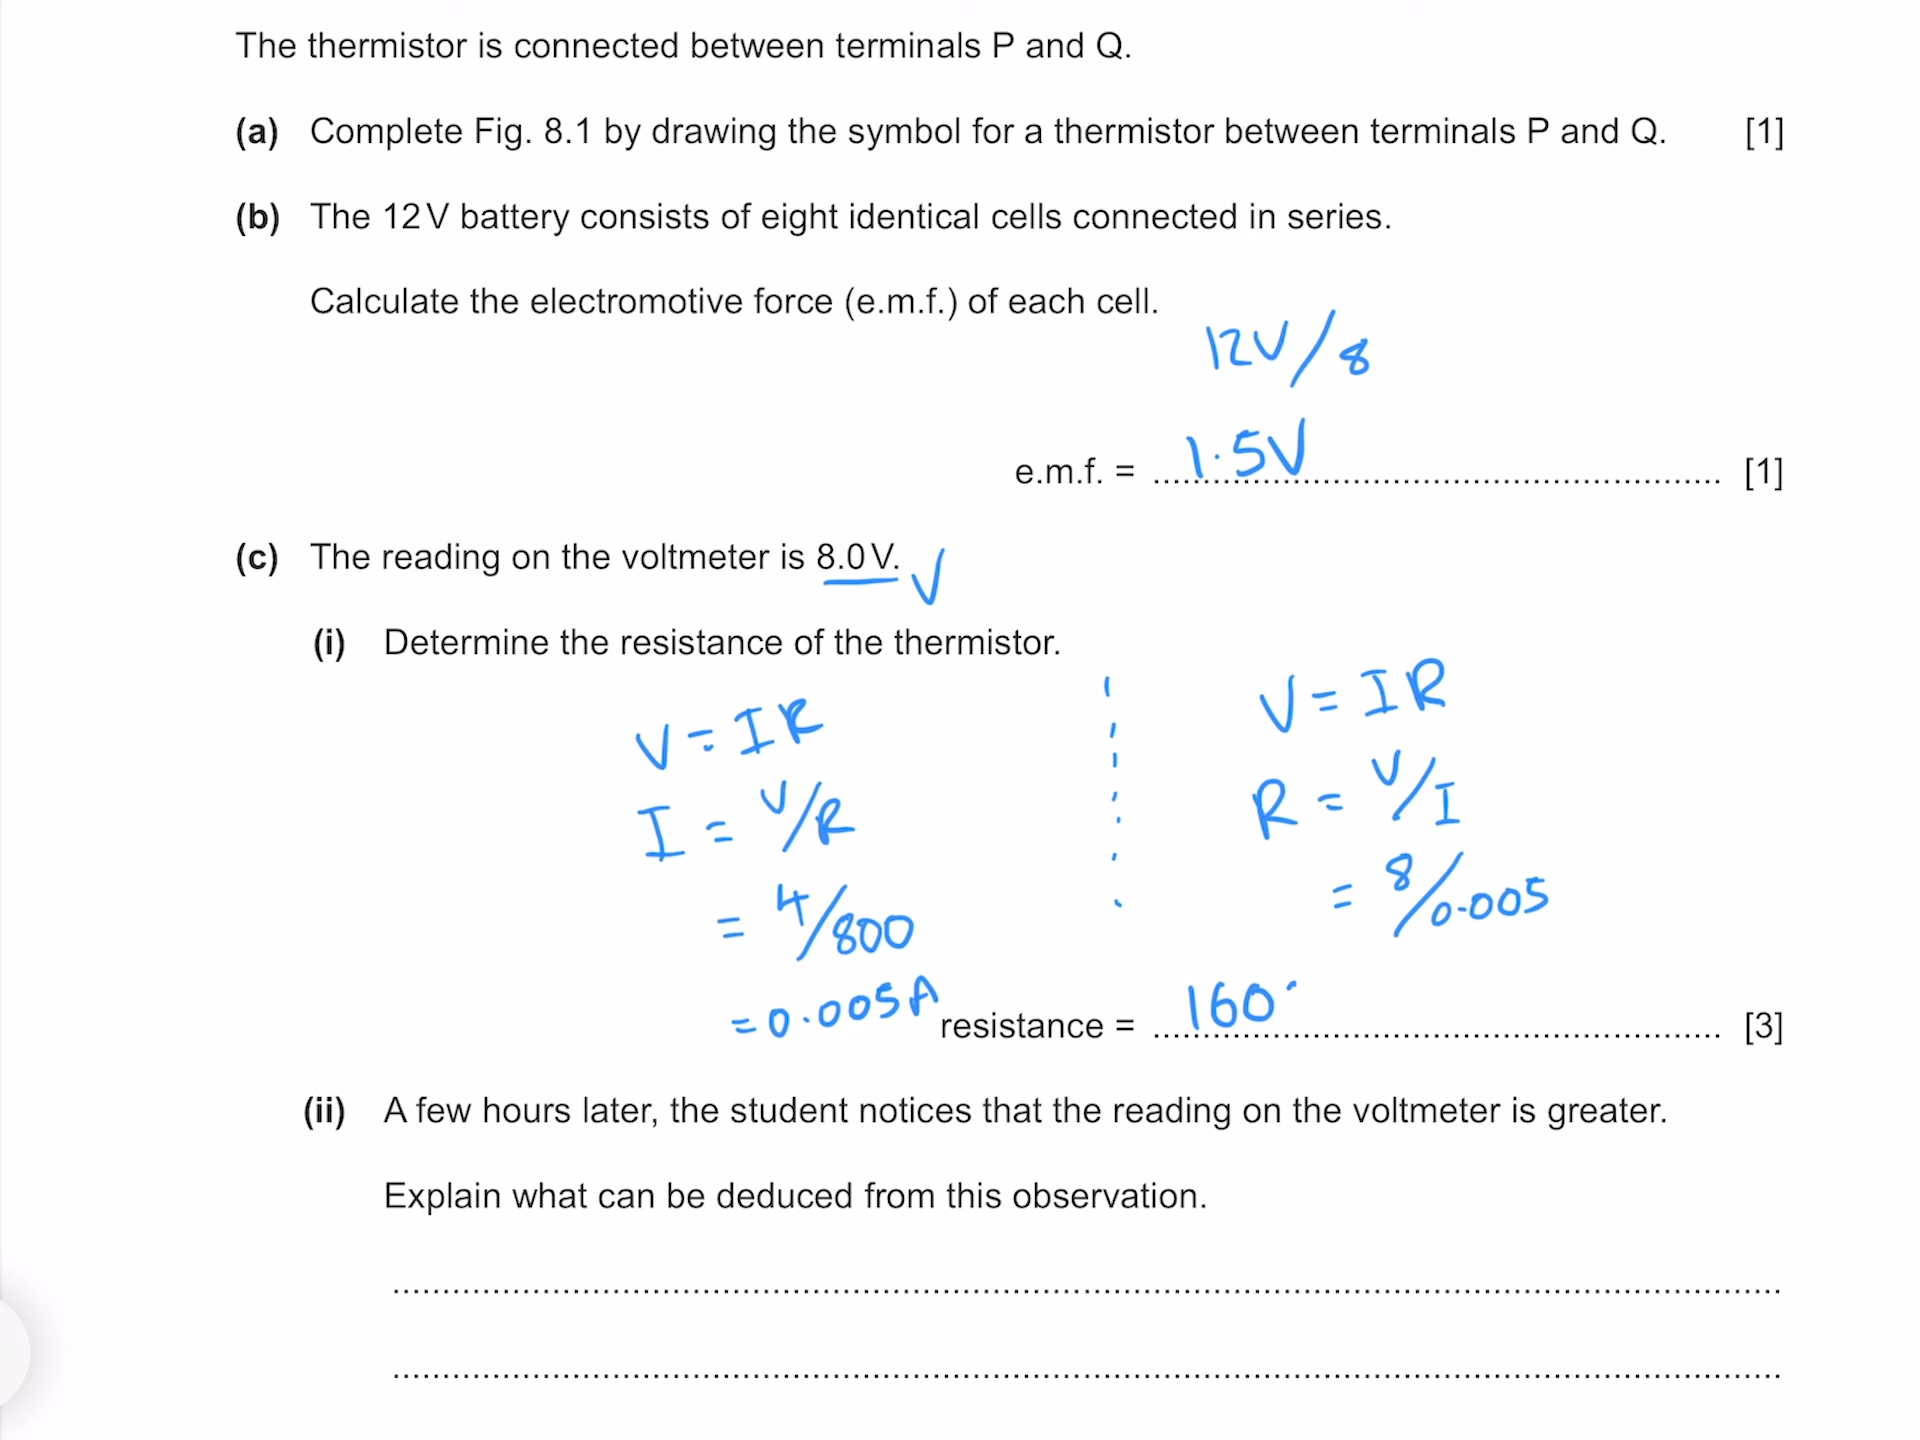 The thermistor is connected between terminals P and Q.
(a) Complete Fig. 8.1 by drawing the symbol for a thermistor between terminals P and Q. [1]
(b) The 12 V battery consists of eight identical cells connected in series.
Calculate the electromotive force (e.m.f.) of each cell.
12V/8
e.m.f. = 1.5V [1]
(c) The reading on the voltmeter is 8.0 V. V
(i) Determine the resistance of the thermistor.
V = IR
I = V/R
= 4/800
= 0.005A
V = IR
R = V/I
= 8/0.005
resistance = 160 [3]
(ii) A few hours later, the student notices that the reading on the voltmeter is greater.
Explain what can be deduced from this observation.